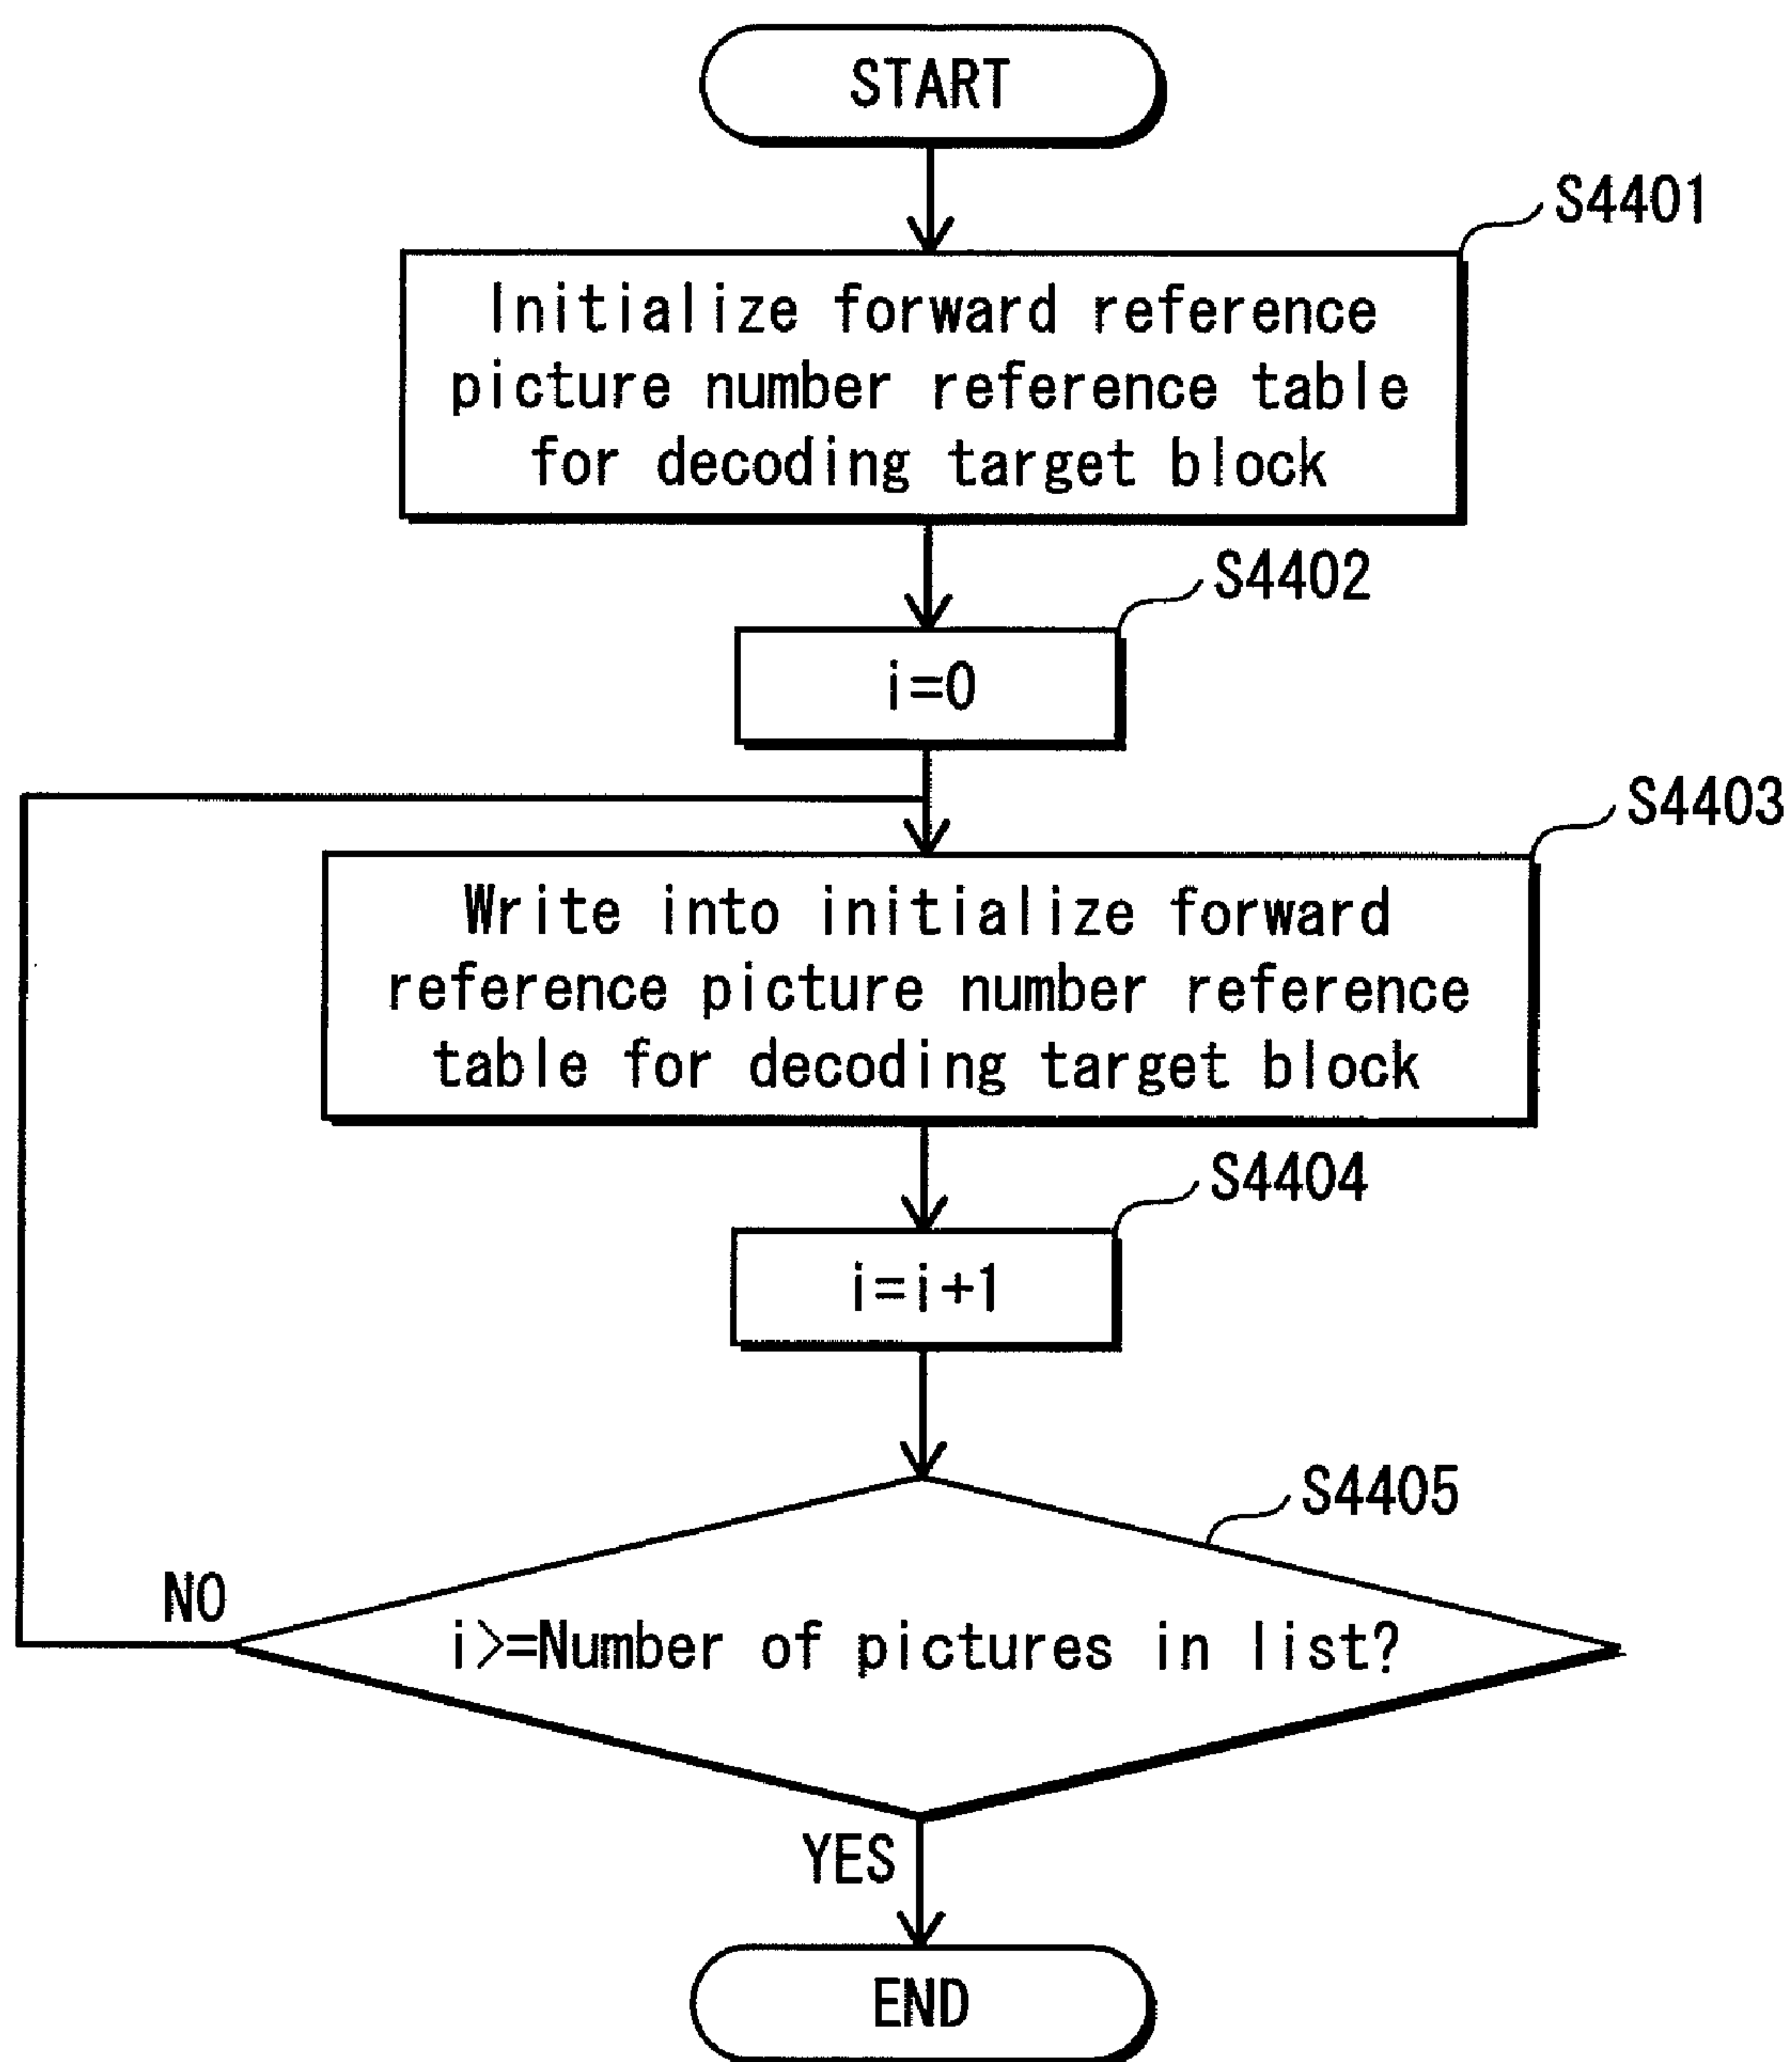 START
S4401
Initialize forward reference
picture number reference table
for decoding target block
S4402
i=0
S4403
Write into initialize forward
reference picture number reference
table for decoding target block
S4404
i=i+1
S4405
NO
i>=Number of pictures in list?
YES
END